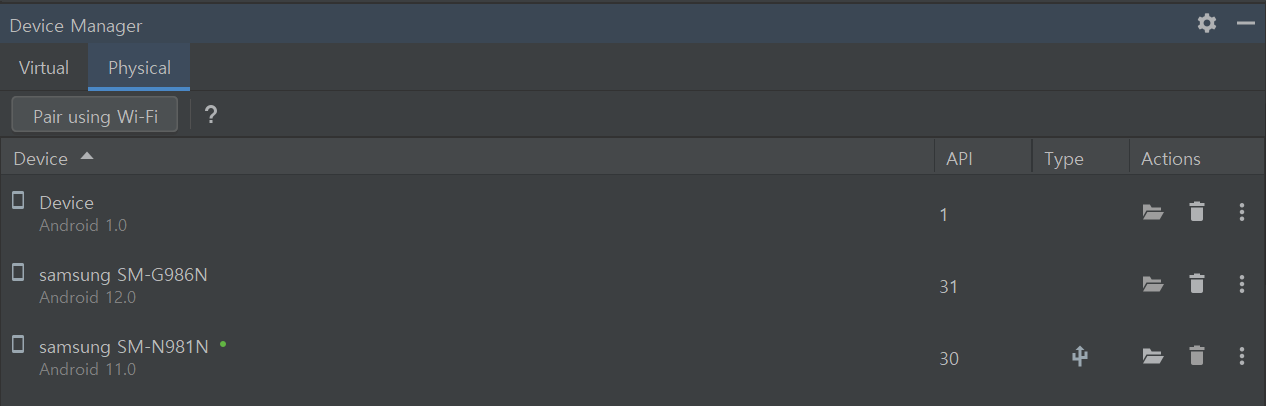 Device Manager
Virtual Physical
Pair using Wi-Fi ?
Device API Type Actions
Device
Android 1.0
1
samsung SM-G986N
Android 12.0
31
samsung SM-N981N
Android 11.0
30